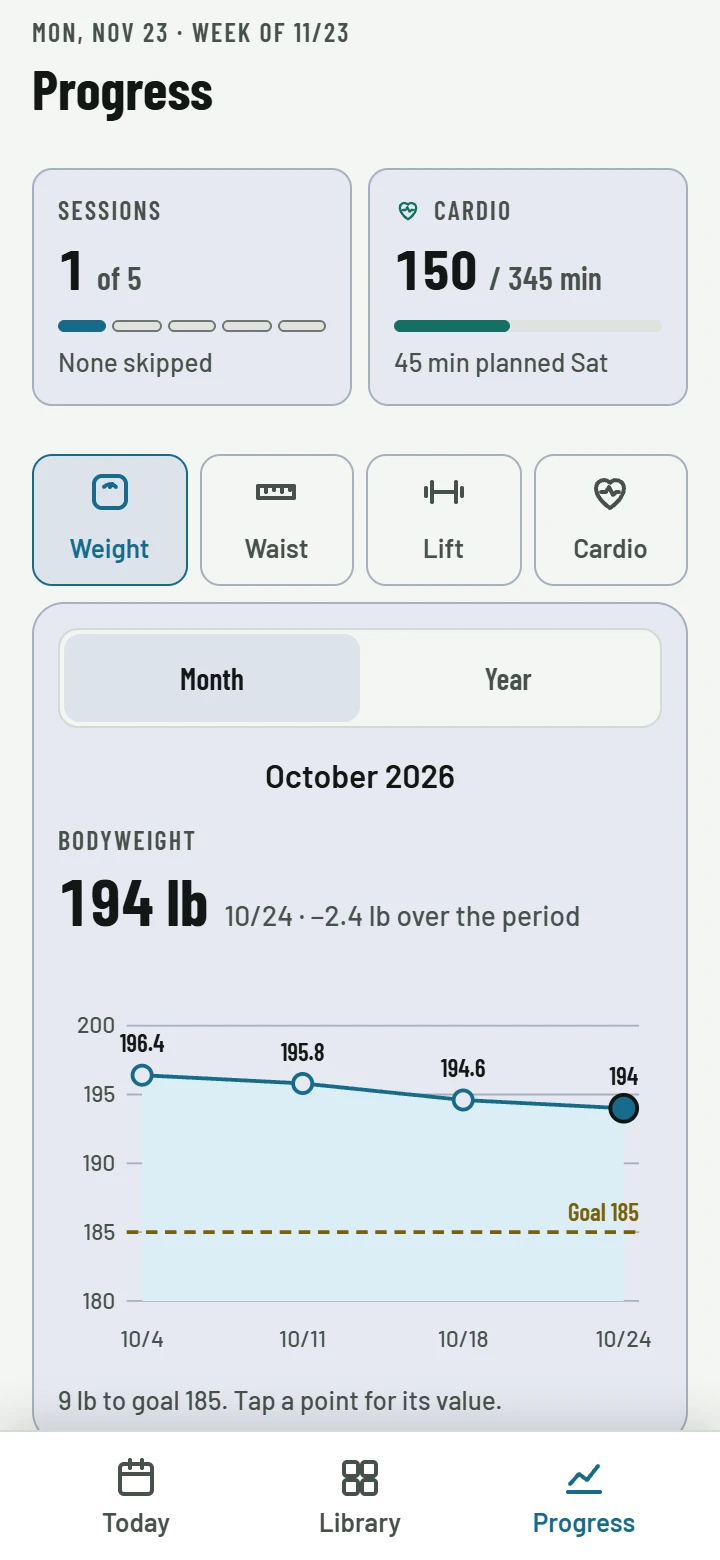 MON, NOV 23 · WEEK OF 11/23
Progress
SESSIONS
1 of 5
None skipped
CARDIO
150 / 345 min
45 min planned Sat
Weight
Waist
Lift
Cardio
Month
Year
October 2026
BODYWEIGHT
194 lb 10/24 · −2.4 lb over the period
200
196.4
195.8
194.6
194
195
190
Goal 185
185
180
10/4
10/11
10/18
10/24
9 lb to goal 185. Tap a point for its value.
Today
Library
Progress